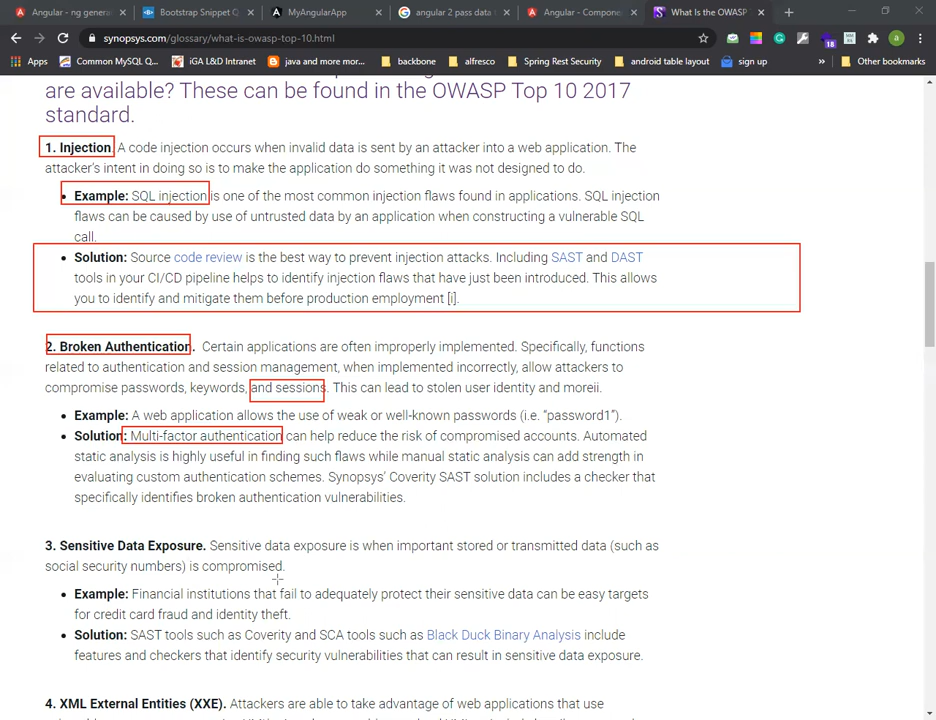 Angular - ng genera
Bootstrap Snippet Q
MyAngularApp
angular 2 pass data
Angular - Compone
What Is the OWASP
synopsys.com/glossary/what-is-owasp-top-10.html
Apps
Common MySQL Q...
iGA L&D Intranet
java and more mor...
backbone
alfresco
Spring Rest Security
android table layout
sign up
»
Other bookmarks
18
a
are available? These can be found in the OWASP Top 10 2017
standard.
1. Injection. A code injection occurs when invalid data is sent by an attacker into a web application. The
attacker's intent in doing so is to make the application do something it was not designed to do.
• Example: SQL injection is one of the most common injection flaws found in applications. SQL injection
flaws can be caused by use of untrusted data by an application when constructing a vulnerable SQL
call.
• Solution: Source code review is the best way to prevent injection attacks. Including SAST and DAST
tools in your CI/CD pipeline helps to identify injection flaws that have just been introduced. This allows
you to identify and mitigate them before production employment [i].
2. Broken Authentication. Certain applications are often improperly implemented. Specifically, functions
related to authentication and session management, when implemented incorrectly, allow attackers to
compromise passwords, keywords, and sessions. This can lead to stolen user identity and moreii.
• Example: A web application allows the use of weak or well-known passwords (i.e. “password1”).
• Solution: Multi-factor authentication can help reduce the risk of compromised accounts. Automated
static analysis is highly useful in finding such flaws while manual static analysis can add strength in
evaluating custom authentication schemes. Synopsys' Coverity SAST solution includes a checker that
specifically identifies broken authentication vulnerabilities.
3. Sensitive Data Exposure. Sensitive data exposure is when important stored or transmitted data (such as
social security numbers) is compromised.
• Example: Financial institutions that fail to adequately protect their sensitive data can be easy targets
for credit card fraud and identity theft.
• Solution: SAST tools such as Coverity and SCA tools such as Black Duck Binary Analysis include
features and checkers that identify security vulnerabilities that can result in sensitive data exposure.
4. XML External Entities (XXE). Attackers are able to take advantage of web applications that use